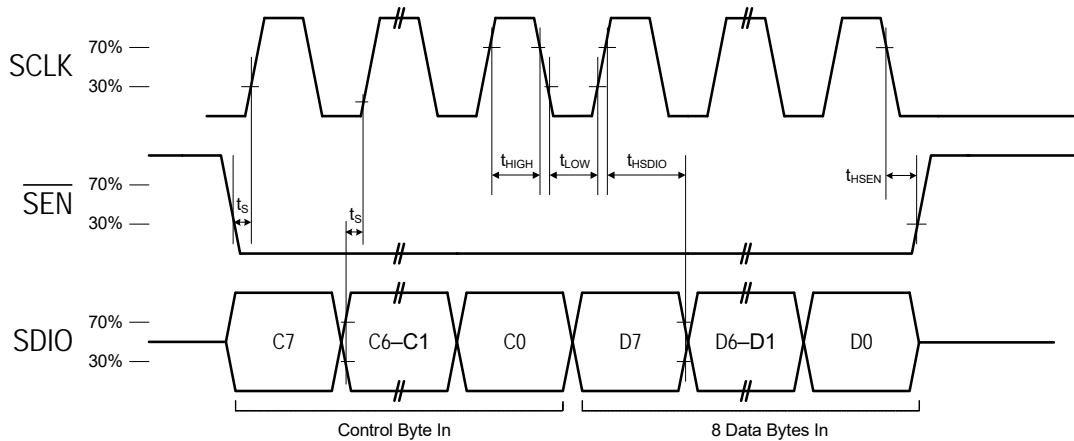 SCLK
70%
30%
t_HIGH
t_LOW
t_HSDIO
t_HSEN
SEN
70%
30%
t_S
t_S
SDIO
70%
30%
C7
C6–C1
C0
D7
D6–D1
D0
Control Byte In
8 Data Bytes In